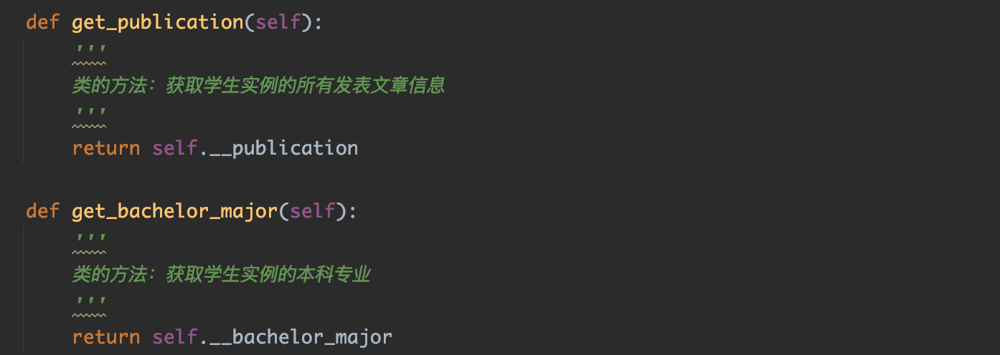 def get_publication(self):
'''
类的方法：获取学生实例的所有发表文章信息
'''
return self.__publication
def get_bachelor_major(self):
'''
类的方法：获取学生实例的本科专业
'''
return self.__bachelor_major